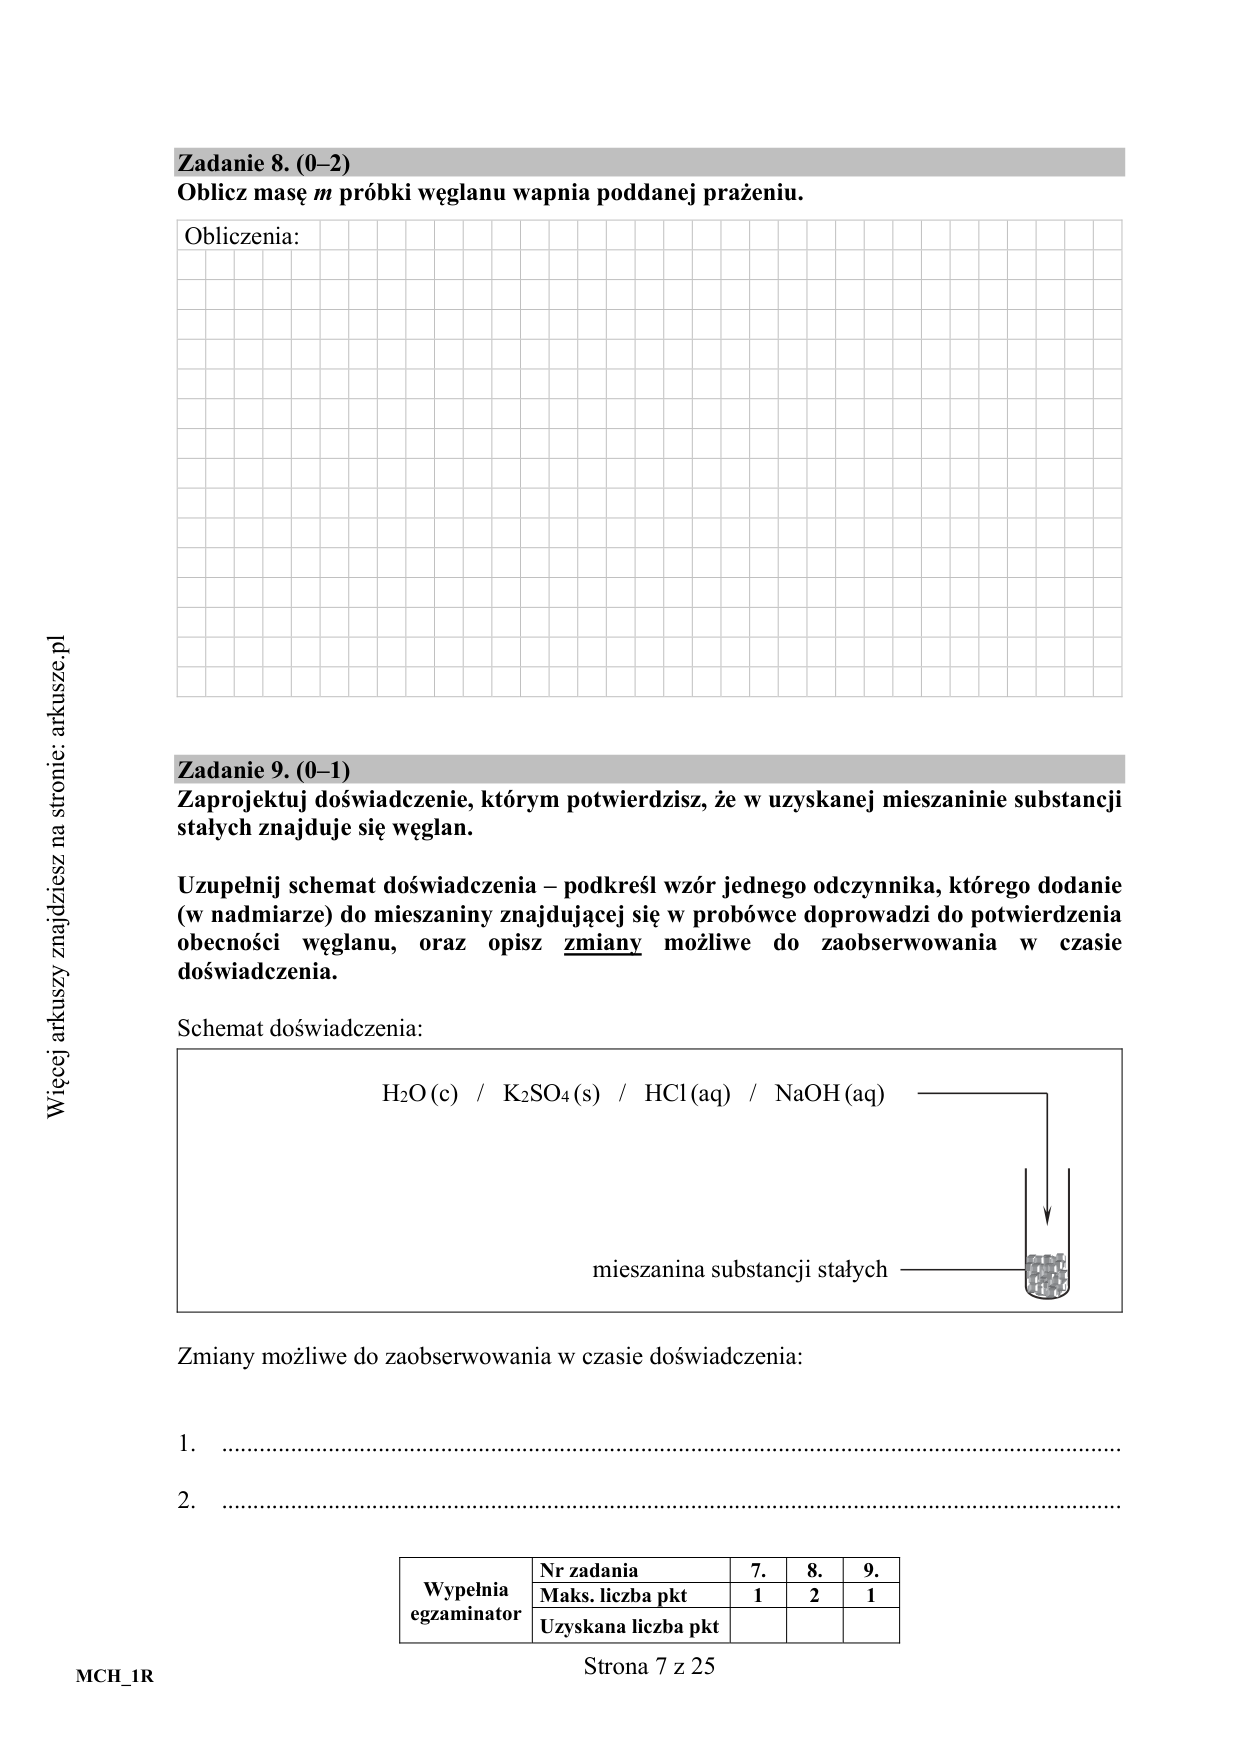 Zadanie 8. (0–2)
Oblicz masę m próbki węglanu wapnia poddanej prażeniu.
Obliczenia:
Zadanie 9. (0–1)
Zaprojektuj doświadczenie, którym potwierdzisz, że w uzyskanej mieszaninie substancji
stałych znajduje się węglan.
Uzupełnij schemat doświadczenia – podkreśl wzór jednego odczynnika, którego dodanie
(w nadmiarze) do mieszaniny znajdującej się w probówce doprowadzi do potwierdzenia
obecności węglanu, oraz opisz zmiany możliwe do zaobserwowania w czasie
doświadczenia.
Schemat doświadczenia:
H2O (c) / K2SO4 (s) / HCl (aq) / NaOH (aq)
mieszanina substancji stałych
Zmiany możliwe do zaobserwowania w czasie doświadczenia:
1. ................................................................................................................................................
2. ................................................................................................................................................
Wypełnia
egzaminator
Nr zadania 7. 8. 9.
Maks. liczba pkt 1 2 1
Uzyskana liczba pkt
Strona 7 z 25
MCH_1R
Więcej arkuszy znajdziesz na stronie: arkusze.pl